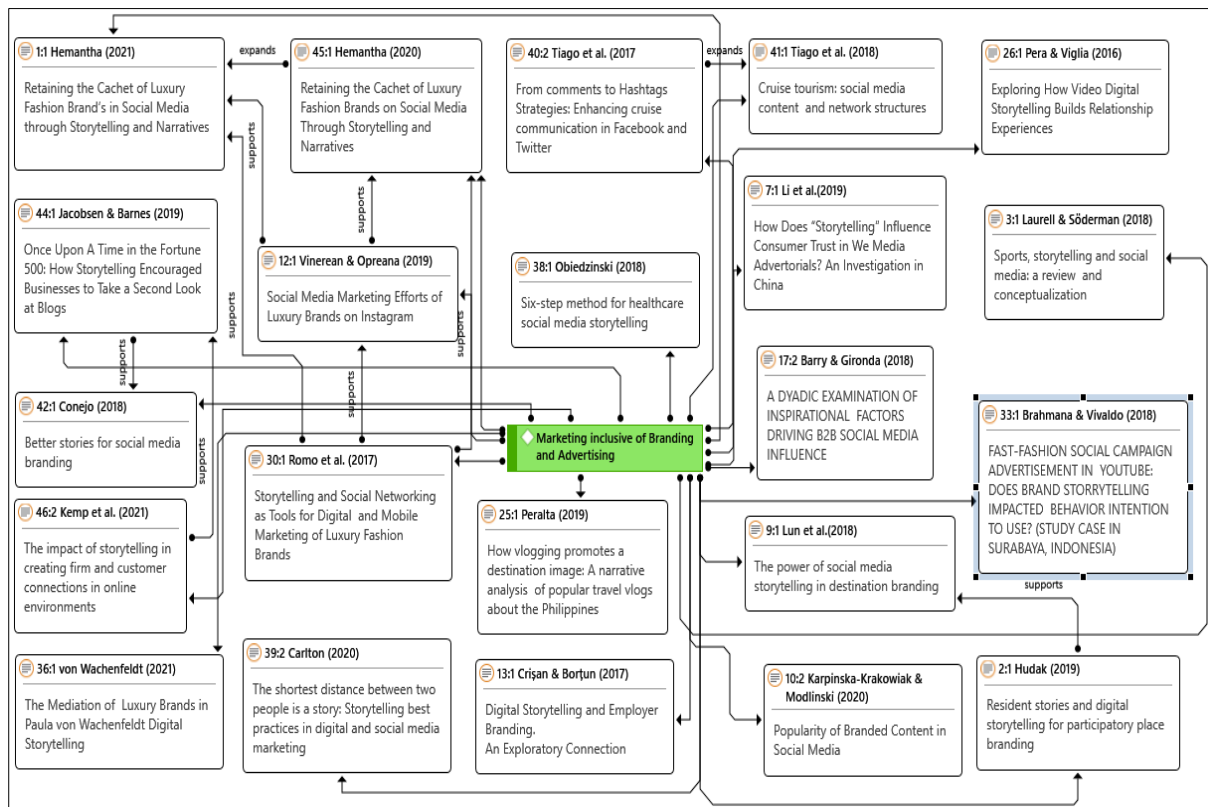 1:1 Hemantha (2021)
Retaining the Cachet of Luxury
Fashion Brand's in Social Media
through Storytelling and Narratives
expands
45:1 Hemantha (2020)
Retaining the Cachet of Luxury
Fashion Brands on Social Media
Through Storytelling and
Narratives
40:2 Tiago et al. (2017
From comments to Hashtags
Strategies: Enhancing cruise
communication in Facebook and
Twitter
expands
41:1 Tiago et al. (2018)
Cruise tourism: social media
content and network structures
26:1 Pera & Viglia (2016)
Exploring How Video Digital
Storytelling Builds Relationship
Experiences
supports
supports
supports
44:1 Jacobsen & Barnes (2019)
Once Upon A Time in the Fortune
500: How Storytelling Encouraged
Businesses to Take a Second Look
at Blogs
supports
12:1 Vinerean & Opreana (2019)
Social Media Marketing Efforts of
Luxury Brands on Instagram
38:1 Obiedzinski (2018)
Six-step method for healthcare
social media storytelling
7:1 Li et al.(2019)
How Does "Storytelling" Influence
Consumer Trust in We Media
Advertorials? An Investigation in
China
3:1 Laurell & Söderman (2018)
Sports, storytelling and social
media: a review and
conceptualization
supports
supports
supports
42:1 Conejo (2018)
Better stories for social media
branding
Marketing inclusive of Branding
and Advertising
17:2 Barry & Gironda (2018)
A DYADIC EXAMINATION OF
INSPIRATIONAL FACTORS
DRIVING B2B SOCIAL MEDIA
INFLUENCE
33:1 Brahmana & Vivaldo (2018)
FAST-FASHION SOCIAL CAMPAIGN
ADVERTISEMENT IN YOUTUBE:
DOES BRAND STORRYTELLING
IMPACTED BEHAVIOR INTENTION
TO USE? (STUDY CASE IN
SURABAYA, INDONESIA)
supports
46:2 Kemp et al. (2021)
The impact of storytelling in
creating firm and customer
connections in online
environments
30:1 Romo et al. (2017)
Storytelling and Social Networking
as Tools for Digital and Mobile
Marketing of Luxury Fashion
Brands
25:1 Peralta (2019)
How vlogging promotes a
destination image: A narrative
analysis of popular travel vlogs
about the Philippines
9:1 Lun et al.(2018)
The power of social media
storytelling in destination branding
supports
36:1 von Wachenfeldt (2021)
The Mediation of Luxury Brands in
Paula von Wachenfeldt Digital
Storytelling
39:2 Carlton (2020)
The shortest distance between two
people is a story: Storytelling best
practices in digital and social media
marketing
13:1 Crişan & Borţun (2017)
Digital Storytelling and Employer
Branding.
An Exploratory Connection
10:2 Karpinska-Krakowiak &
Modlinski (2020)
Popularity of Branded Content in
Social Media
2:1 Hudak (2019)
Resident stories and digital
storytelling for participatory place
branding